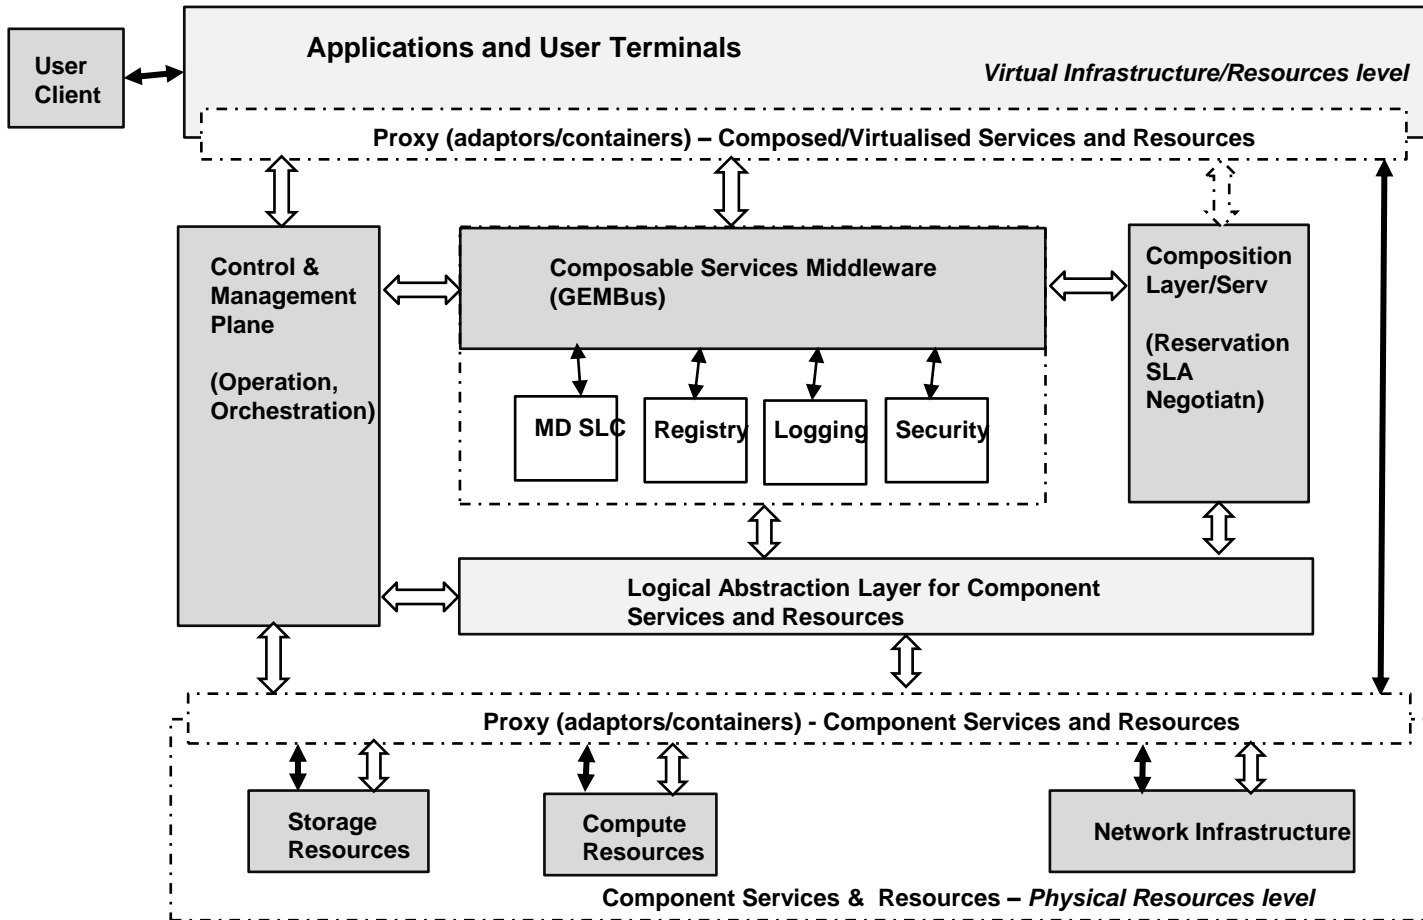 Applications and User Terminals
User
Client
Virtual Infrastructure/Resources level
Proxy (adaptors/containers) – Composed/Virtualised Services and Resources
Control &
Management
Plane
(Operation,
Orchestration)
Composable Services Middleware
(GEMBus)
Composition
Layer/Serv
(Reservation
SLA
Negotiatn)
MD SLC
Registry
Logging
Security
Logical Abstraction Layer for Component
Services and Resources
Proxy (adaptors/containers) - Component Services and Resources
Storage
Resources
Compute
Resources
Network Infrastructure
Component Services & Resources – Physical Resources level